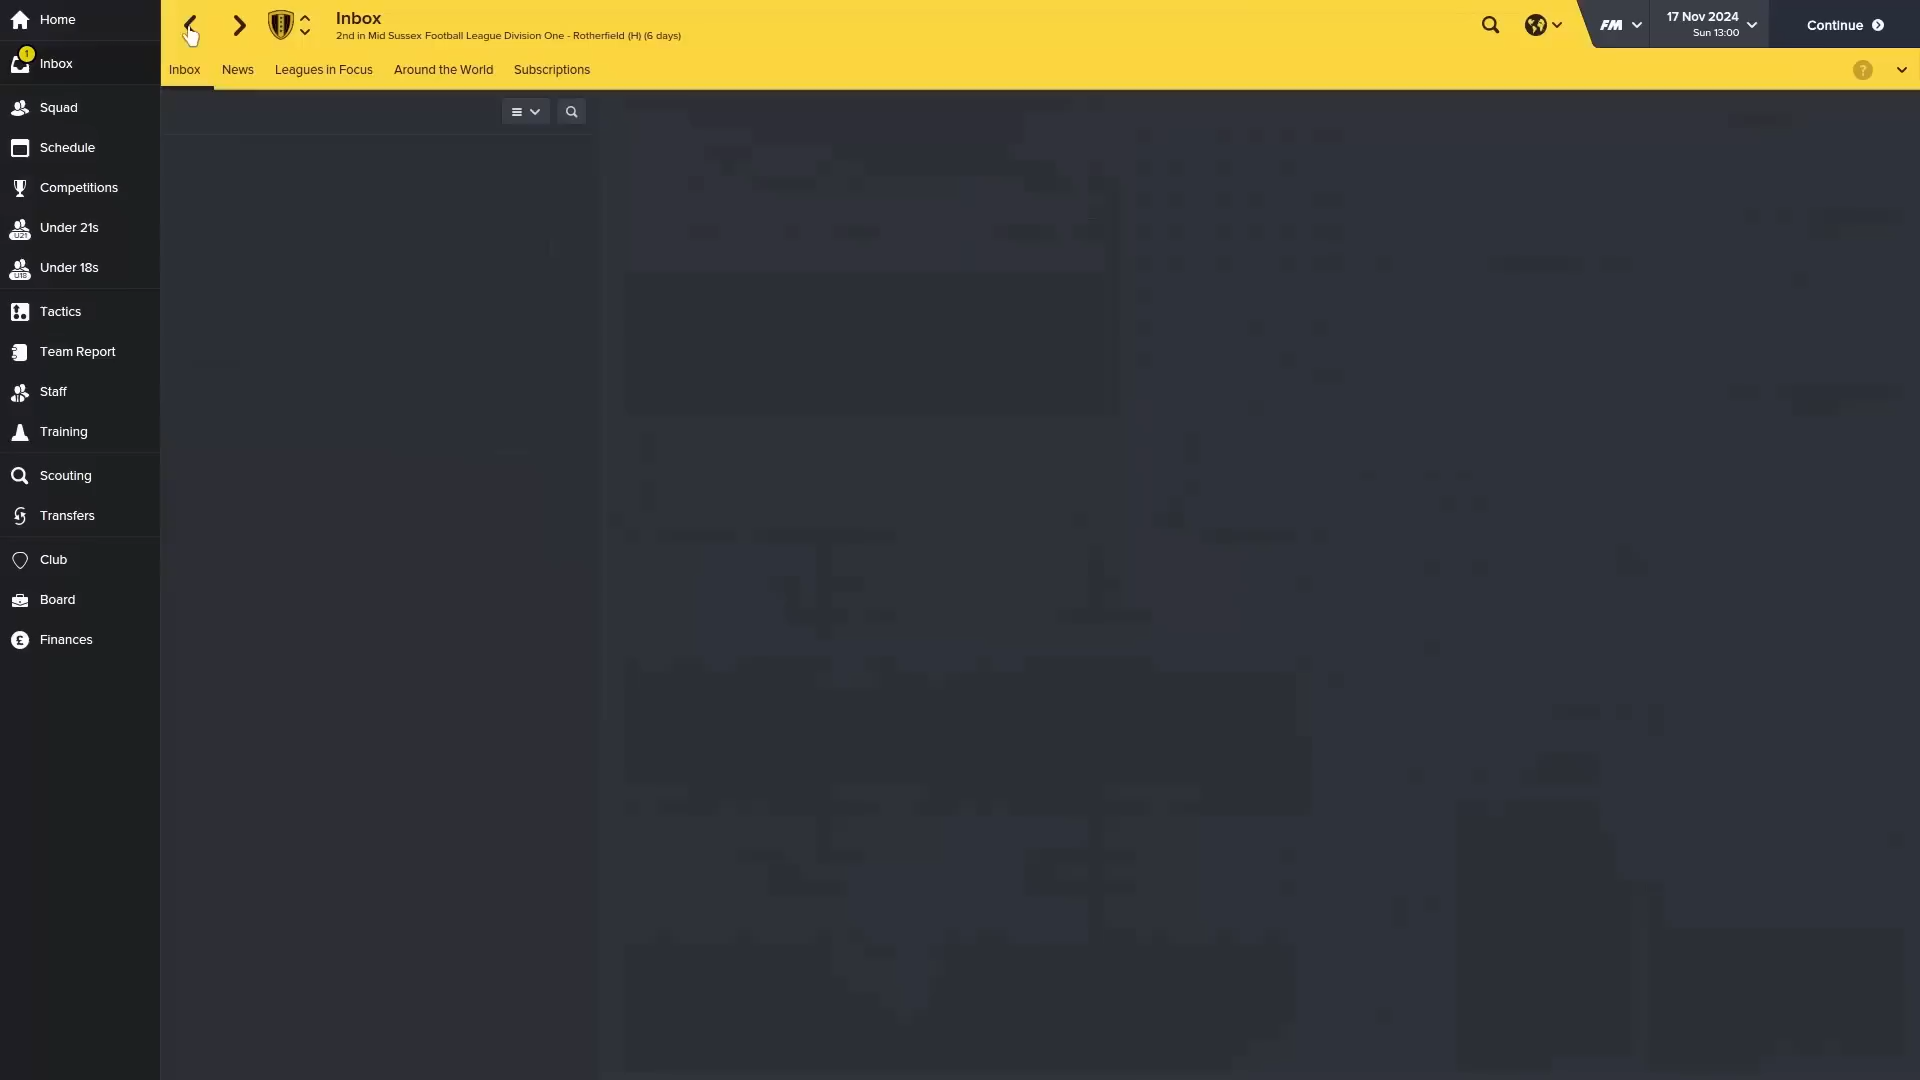 Home
1
Inbox
Squad
Schedule
Competitions
U21
Under 21s
U18
Under 18s
Tactics
Team Report
Staff
Training
Scouting
Transfers
Club
Board
£
Finances
Inbox
2nd in Mid Sussex Football League Division One - Rotherfield (H) (6 days)
FM
17 Nov 2024
Sun 13:00
Continue
Inbox
News
Leagues in Focus
Around the World
Subscriptions
?